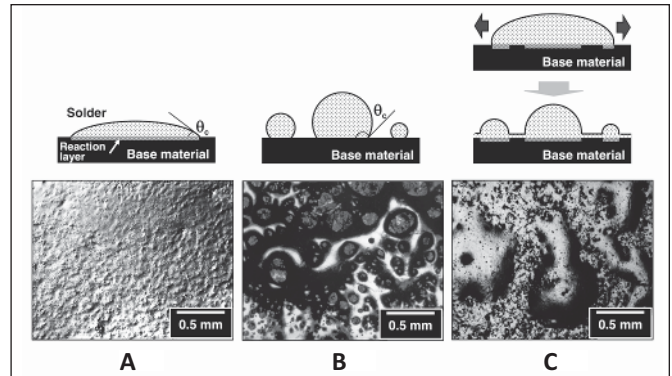 Base material
Solder
θc
Reaction
layer
Base material
θc
Base material
Base material
0.5 mm
0.5 mm
0.5 mm
A
B
C